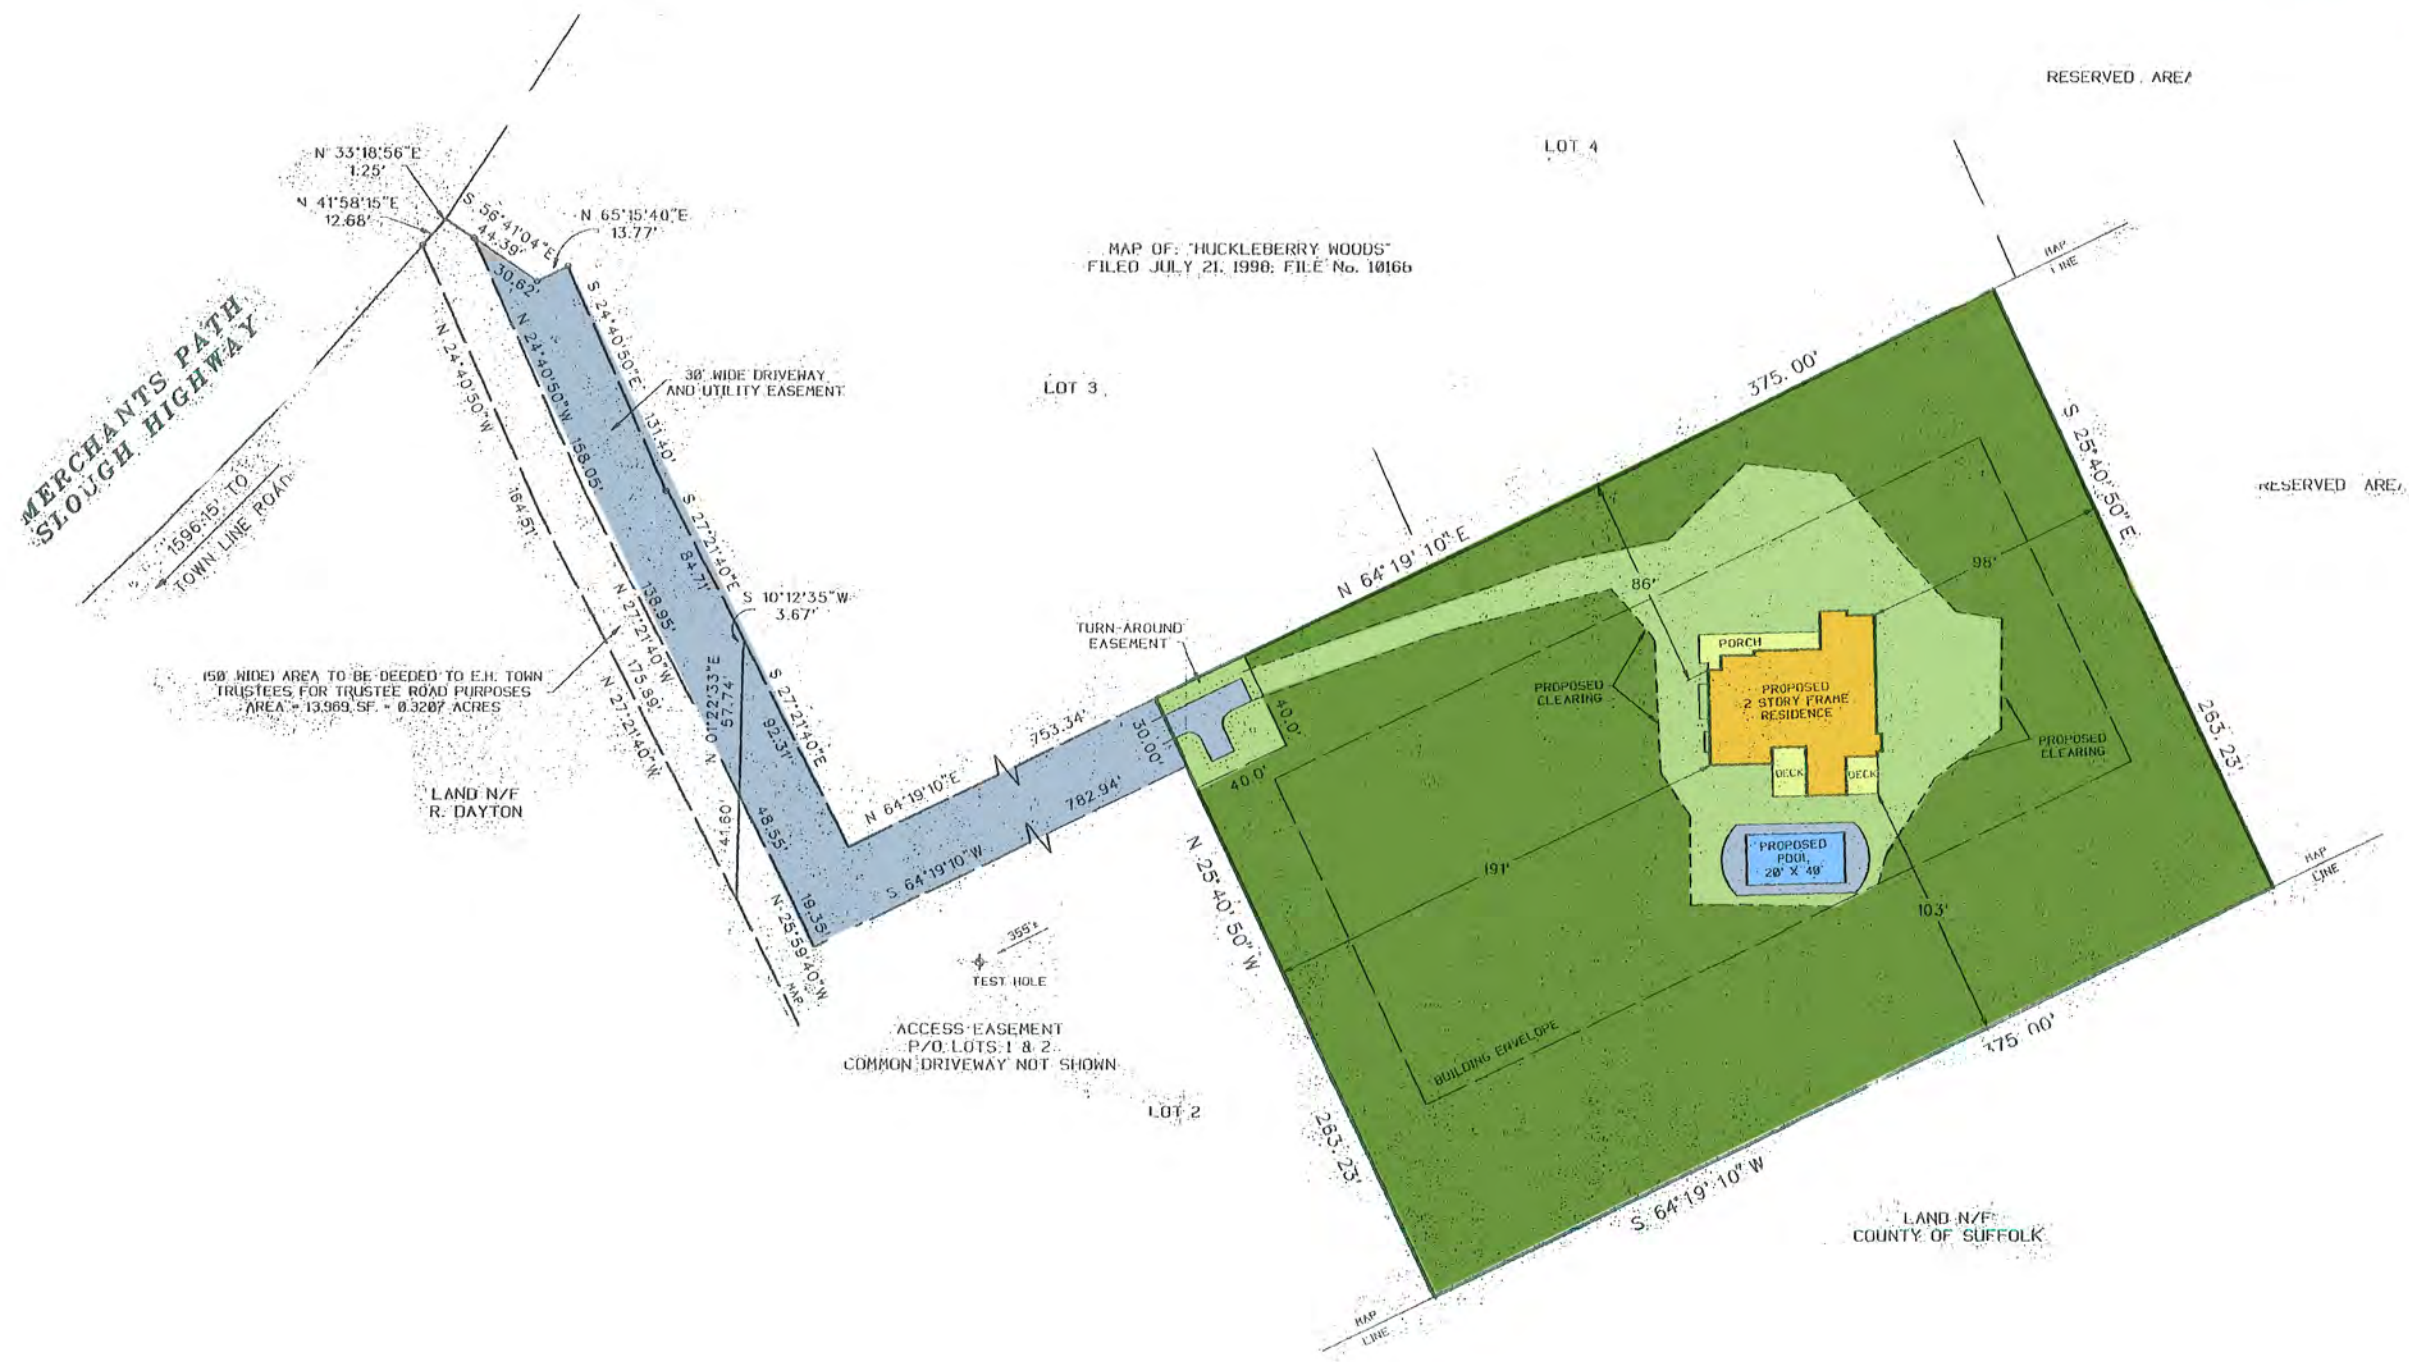 RESERVED AREA
LOT 4
N 33°18'56"E
1.25'
N 41°58'15"E
12.68'
S 56°41'04"E
44.39'
N 65°15'40"E
13.77'
30.62'
MAP OF: "HUCKLEBERRY WOODS"
FILED JULY 21, 1998; FILE No. 10166
MAP
LINE
MERCHANTS PATH
SLOUGH HIGHWAY
1596.15' TO
TOWN LINE ROAD
N 24°40'50"W
164.51'
N 24°40'50"W
158.05'
S 24°40'50"E
131.40'
30' WIDE DRIVEWAY
AND UTILITY EASEMENT
LOT 3
375.00'
N 64°19'10"E
S 25°40'50"E
263.23'
RESERVED AREA
S 27°21'40"E
84.71'
S 10°12'35"W
3.67'
138.95'
N 27°21'40"W
175.89'
N 27°21'40"W
N 01°22'33"E
57.74'
S 27°21'40"E
92.31'
(50' WIDE) AREA TO BE DEEDED TO E.H. TOWN
TRUSTEES FOR TRUSTEE ROAD PURPOSES
AREA = 13,969 SF. = 0.3207 ACRES
LAND N/F
R. DAYTON
41.60'
48.55'
19.35'
N 25°59'40"W
MAP
TURN-AROUND
EASEMENT
N 64°19'10"E
753.34'
30.00'
40.0'
40.0'
S 64°19'10"W
782.94'
86'
98'
PORCH
PROPOSED
2 STORY FRAME
RESIDENCE
PROPOSED
CLEARING
PROPOSED
CLEARING
DECK
DECK
PROPOSED
POOL
20' X 40'
191'
103'
N 25°40'50"W
263.23'
BUILDING ENVELOPE
MAP
LINE
355'±
TEST HOLE
ACCESS EASEMENT
P/O LOTS 1 & 2
COMMON DRIVEWAY NOT SHOWN
LOT 2
375.00'
S 64°19'10"W
LAND N/F
COUNTY OF SUFFOLK
MAP
LINE